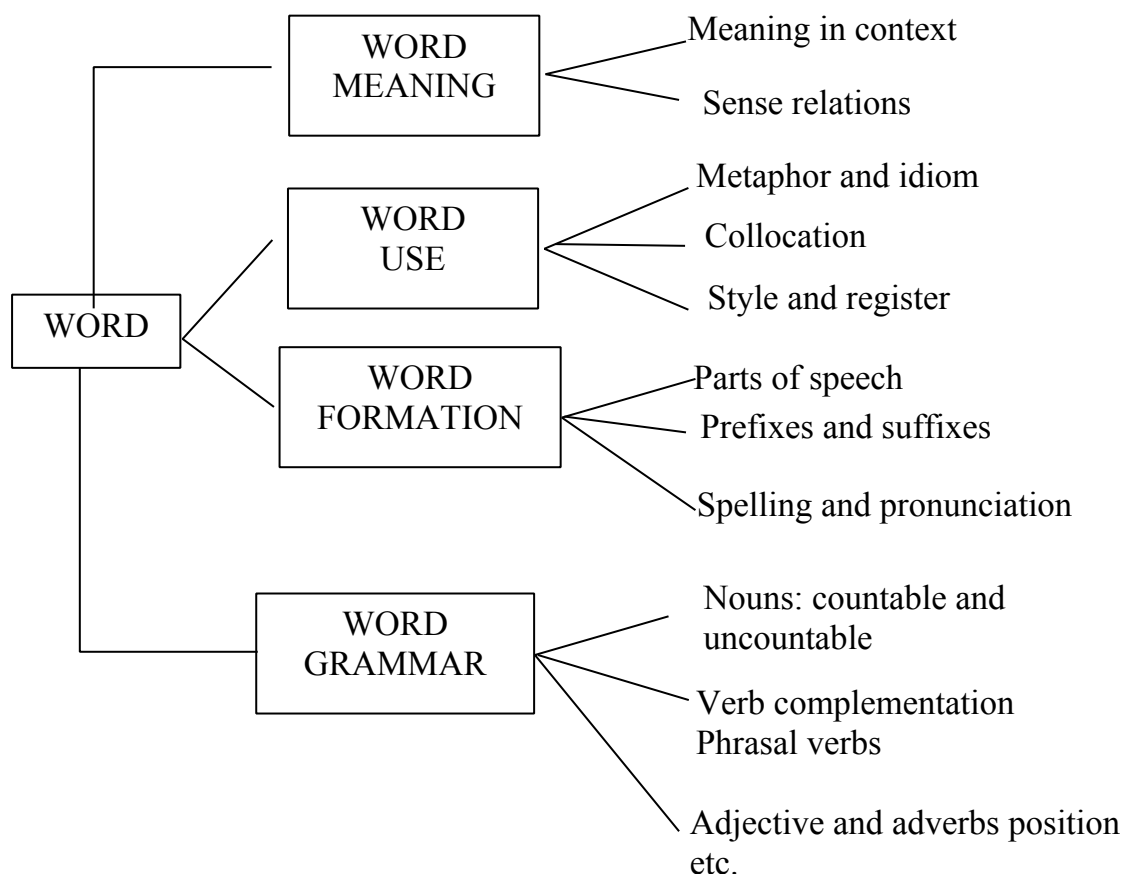 WORD
WORD
MEANING
Meaning in context
Sense relations
WORD
USE
Metaphor and idiom
Collocation
Style and register
WORD
FORMATION
Parts of speech
Prefixes and suffixes
Spelling and pronunciation
WORD
GRAMMAR
Nouns: countable and
uncountable
Verb complementation
Phrasal verbs
Adjective and adverbs position
etc.